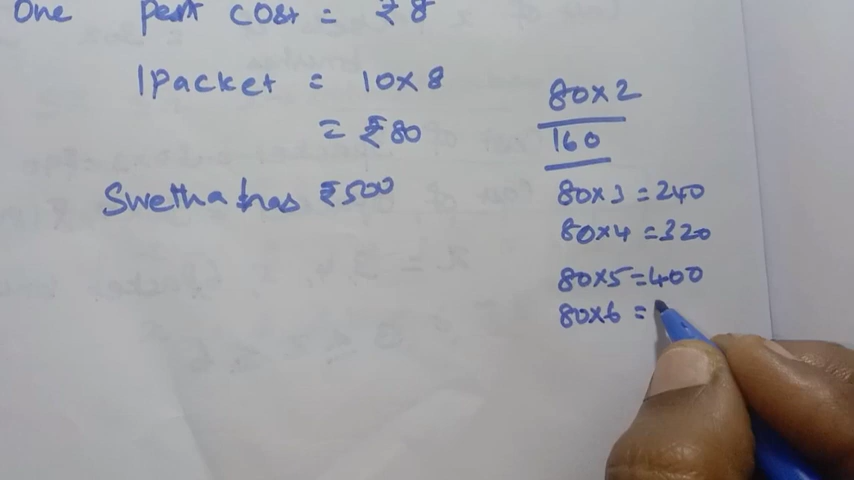 One pen cost = ₹8
1 Packet = 10×8
= ₹80
Swetha has ₹500
80×2
160
80×3 = 240
80×4 = 320
80×5 = 400
80×6 =